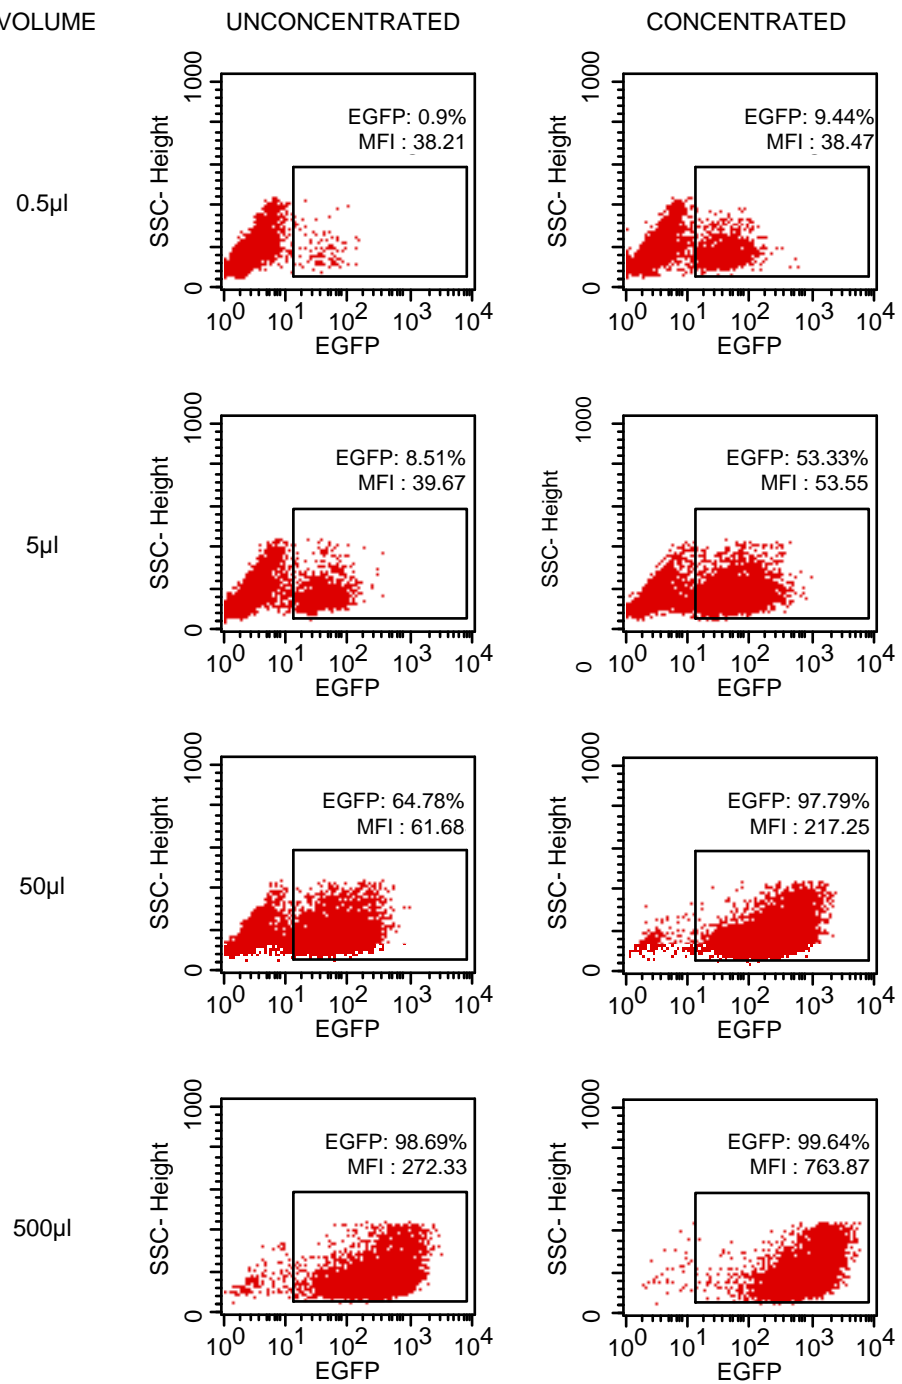 VOLUME UNCONCENTRATED CONCENTRATED
0.5µl
1000
SSC- Height
0
EGFP: 0.9%
MFI : 38.21
10^0 10^1 10^2 10^3 10^4
EGFP
1000
SSC- Height
0
EGFP: 9.44%
MFI : 38.47
10^0 10^1 10^2 10^3 10^4
EGFP
5µl
1000
SSC- Height
0
EGFP: 8.51%
MFI : 39.67
10^0 10^1 10^2 10^3 10^4
EGFP
1000
SSC- Height
0
EGFP: 53.33%
MFI : 53.55
10^0 10^1 10^2 10^3 10^4
EGFP
50µl
1000
SSC- Height
0
EGFP: 64.78%
MFI : 61.68
10^0 10^1 10^2 10^3 10^4
EGFP
1000
SSC- Height
0
EGFP: 97.79%
MFI : 217.25
10^0 10^1 10^2 10^3 10^4
EGFP
500µl
1000
SSC- Height
0
EGFP: 98.69%
MFI : 272.33
10^0 10^1 10^2 10^3 10^4
EGFP
1000
SSC- Height
0
EGFP: 99.64%
MFI : 763.87
10^0 10^1 10^2 10^3 10^4
EGFP